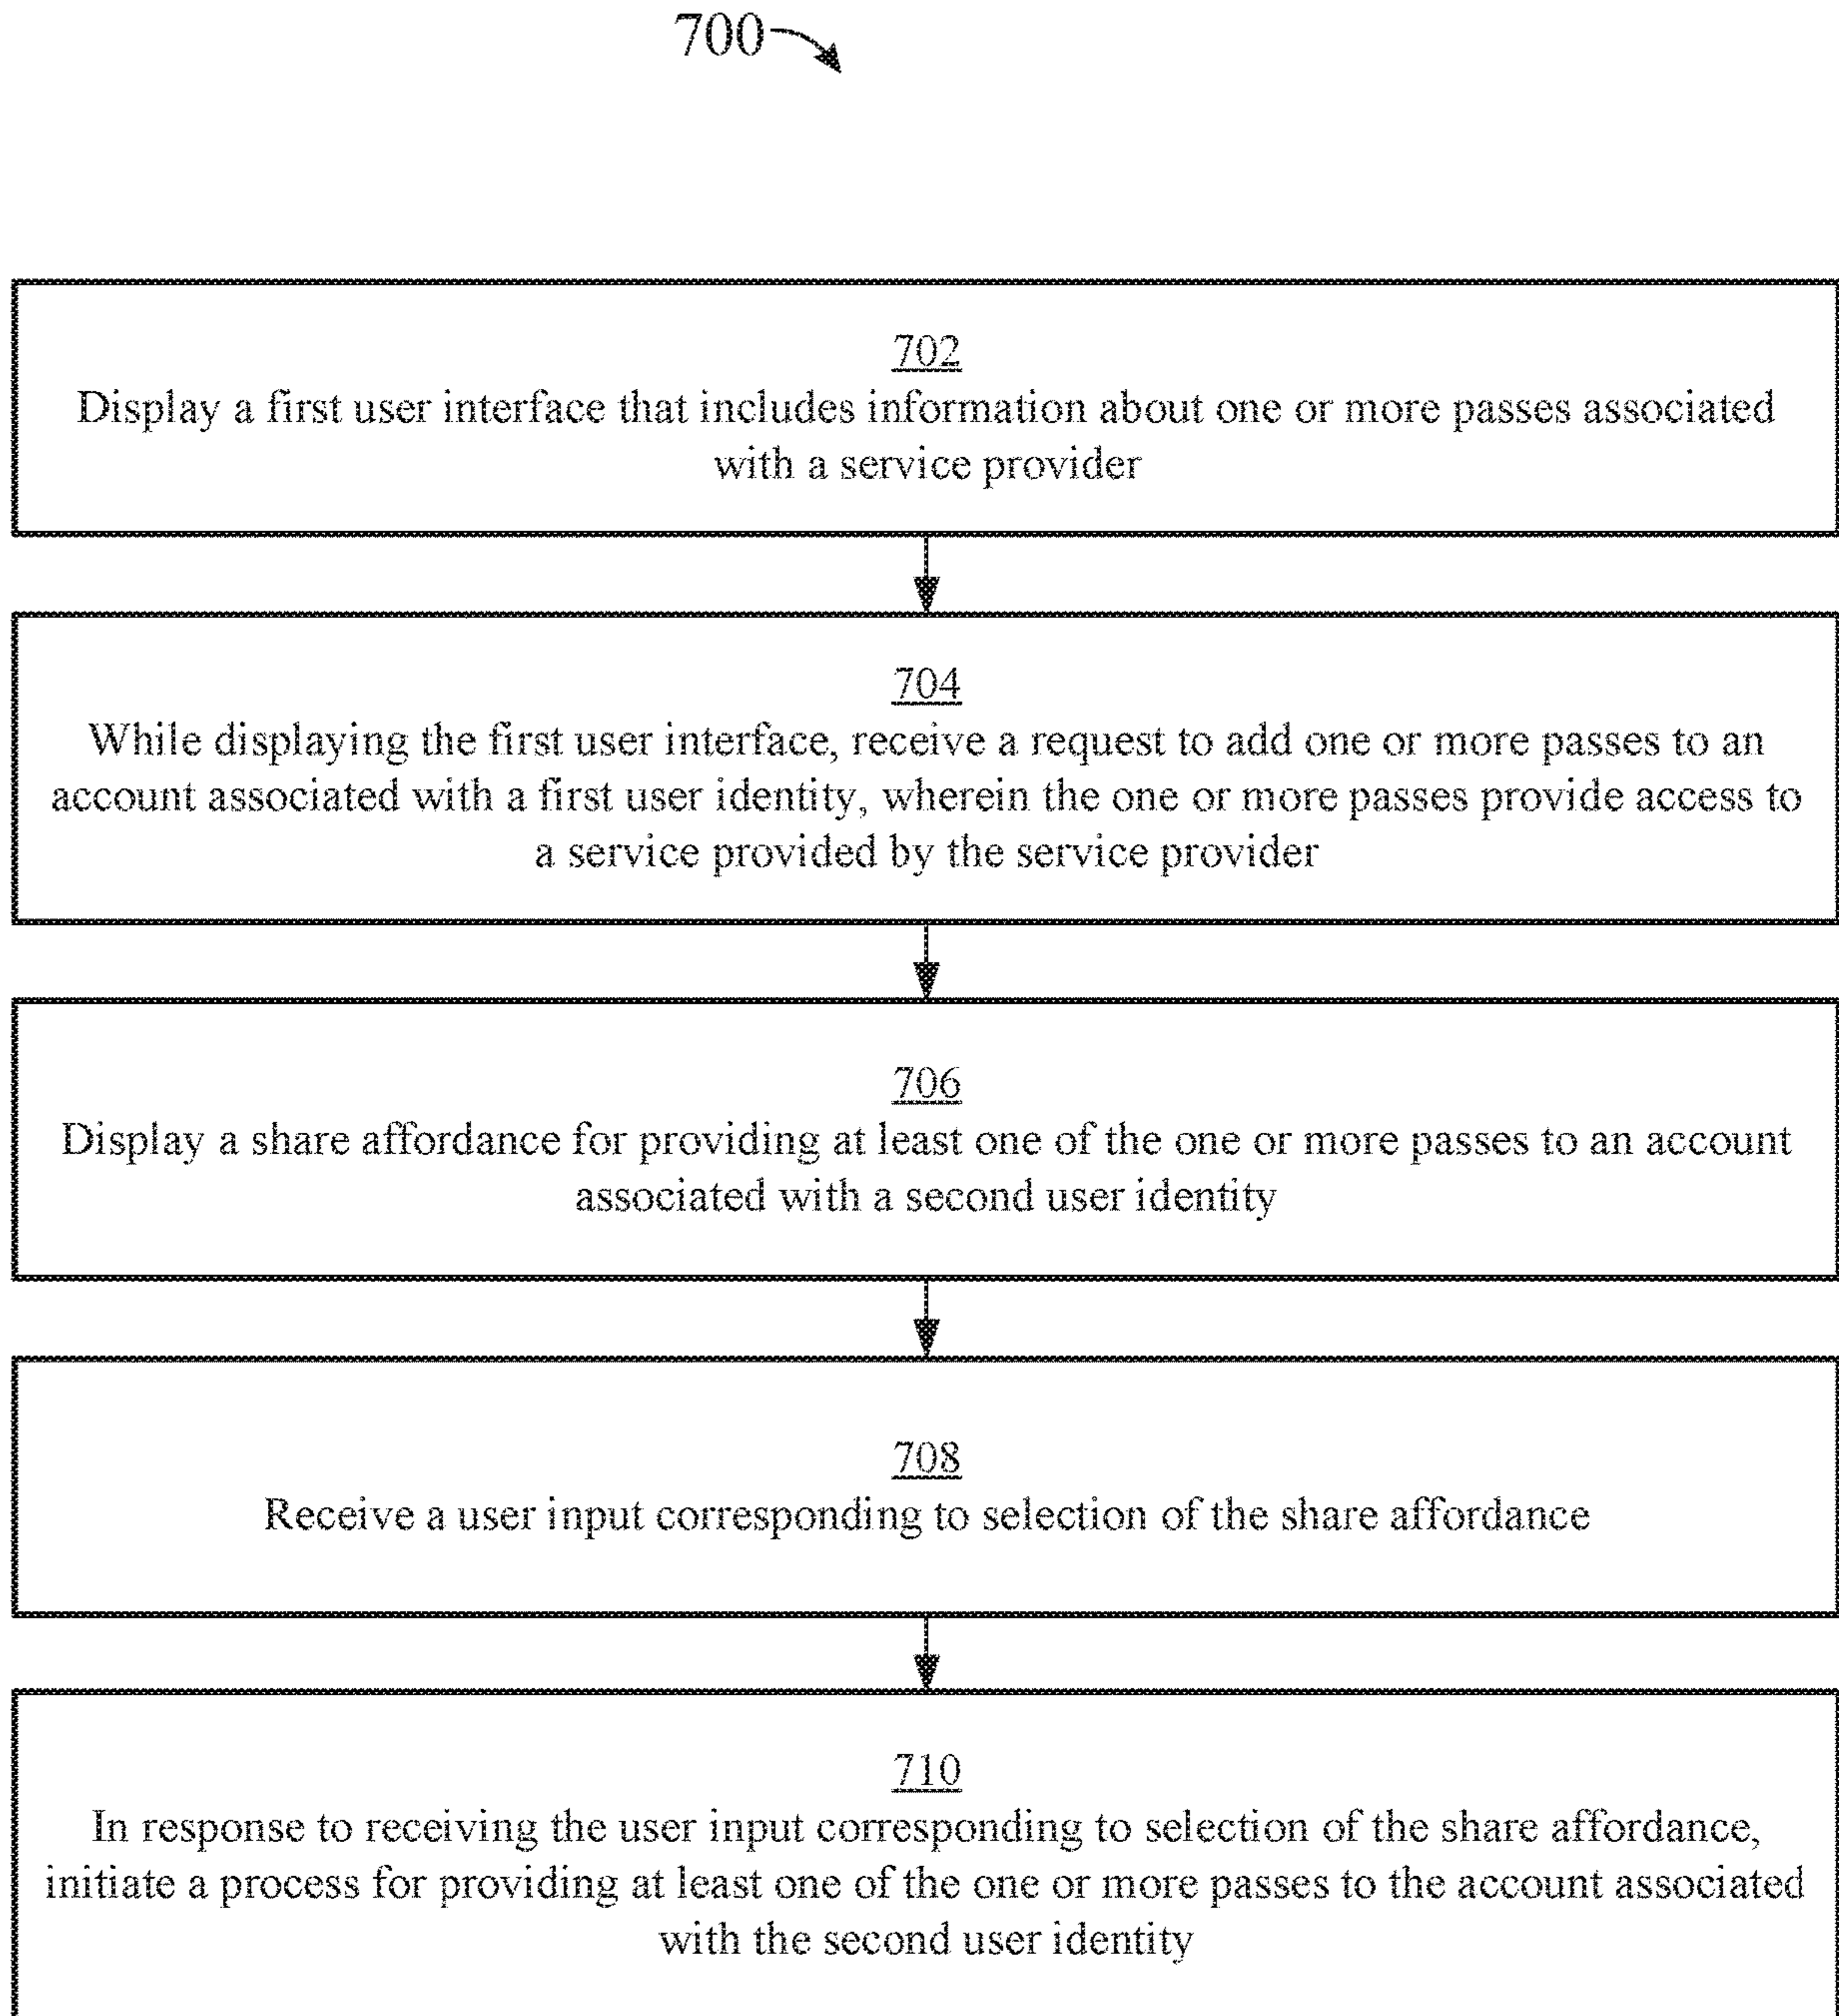 700
702
Display a first user interface that includes information about one or more passes associated
with a service provider
704
While displaying the first user interface, receive a request to add one or more passes to an
account associated with a first user identity, wherein the one or more passes provide access to
a service provided by the service provider
706
Display a share affordance for providing at least one of the one or more passes to an account
associated with a second user identity
708
Receive a user input corresponding to selection of the share affordance
710
In response to receiving the user input corresponding to selection of the share affordance,
initiate a process for providing at least one of the one or more passes to the account associated
with the second user identity